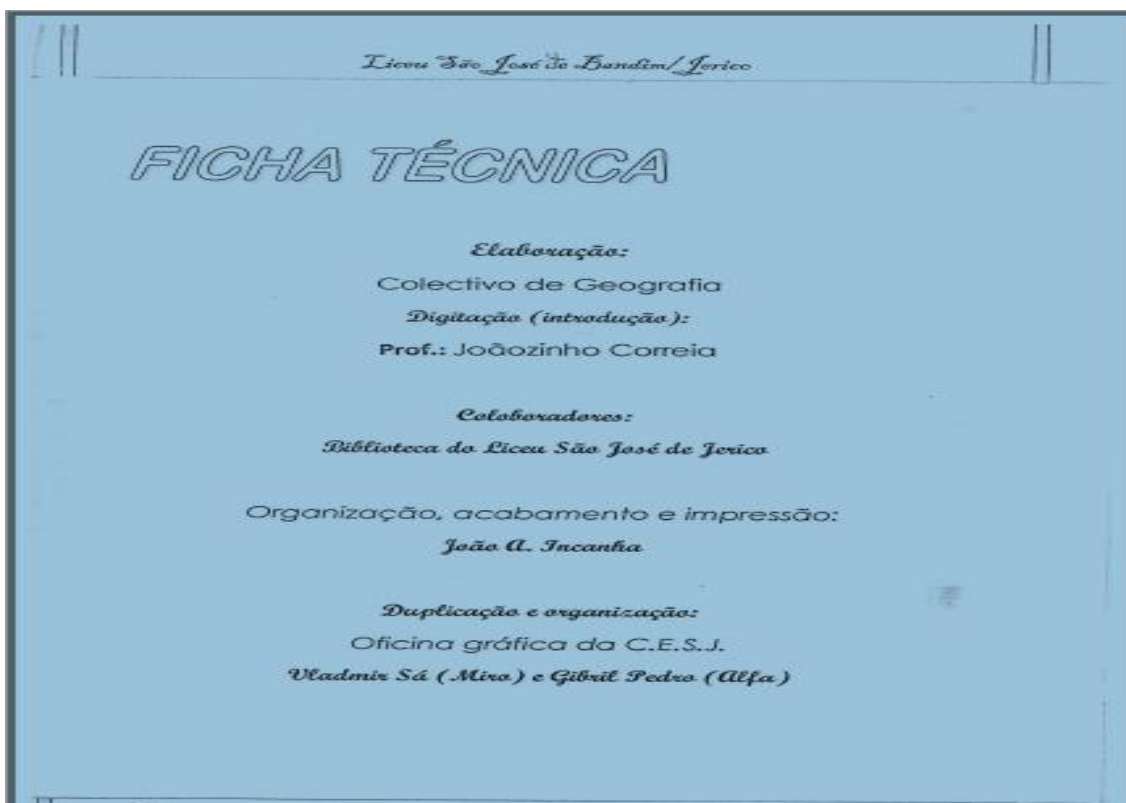 Liceu São José de Bandim/Jerico
FICHA TÉCNICA
Elaboração:
Colectivo de Geografia
Digitação (introdução):
Prof.: Joãozinho Correia
Coloboradores:
Biblioteca do Liceu São José de Jerico
Organização, acabamento e impressão:
João A. Incanha
Duplicação e organização:
Oficina gráfica da C.E.S.J.
Vladmir Sá (Miro) e Gibril Pedro (Alfa)